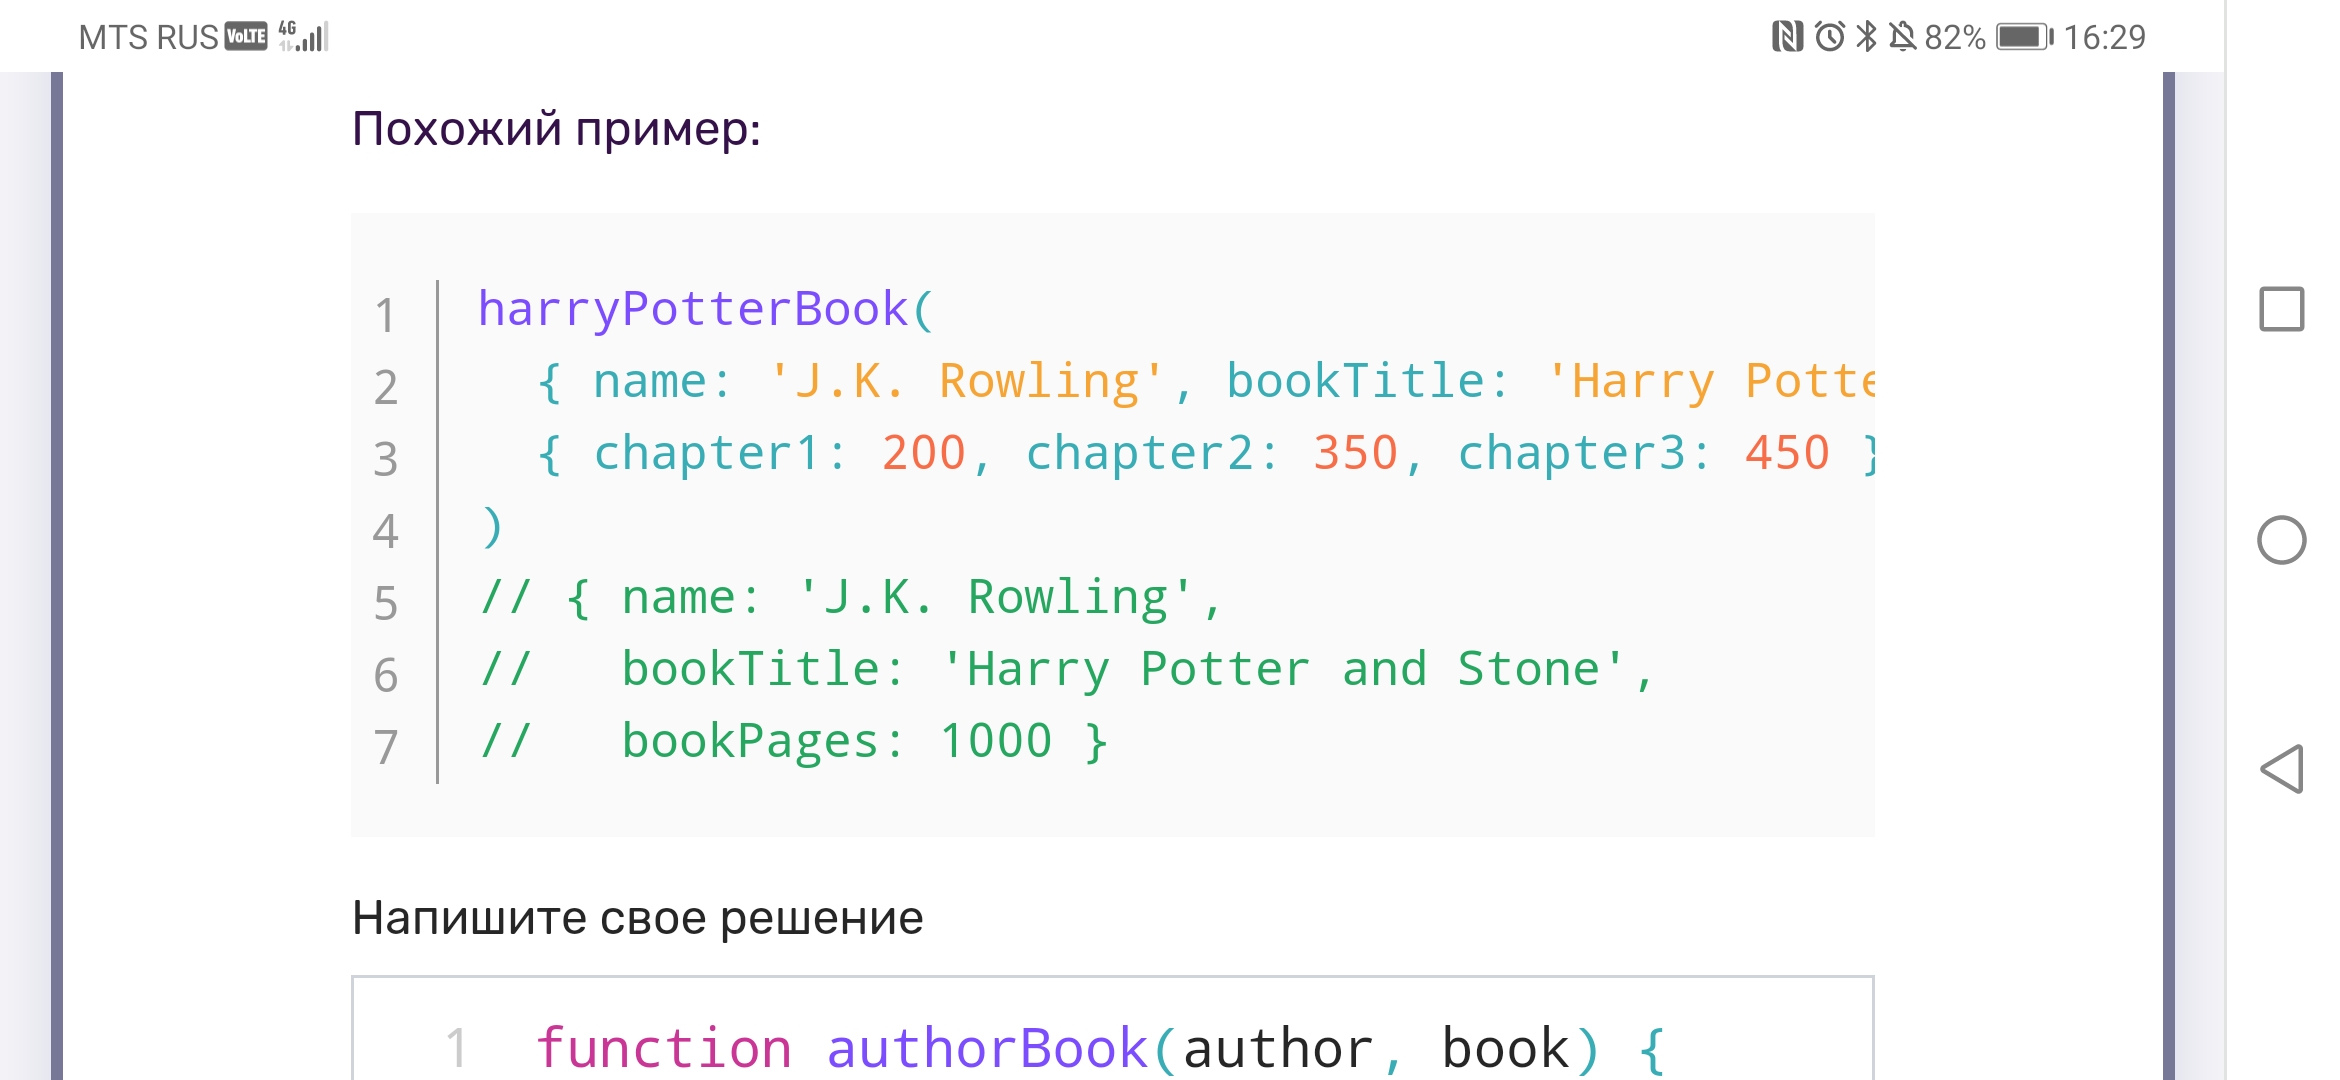 MTS RUS VoLTE 4G 82% 16:29
Похожий пример:
1 harryPotterBook(
2 { name: 'J.K. Rowling', bookTitle: 'Harry Potte
3 { chapter1: 200, chapter2: 350, chapter3: 450 }
4 )
5 // { name: 'J.K. Rowling',
6 // bookTitle: 'Harry Potter and Stone',
7 // bookPages: 1000 }
Напишите свое решение
1 function authorBook(author, book) {